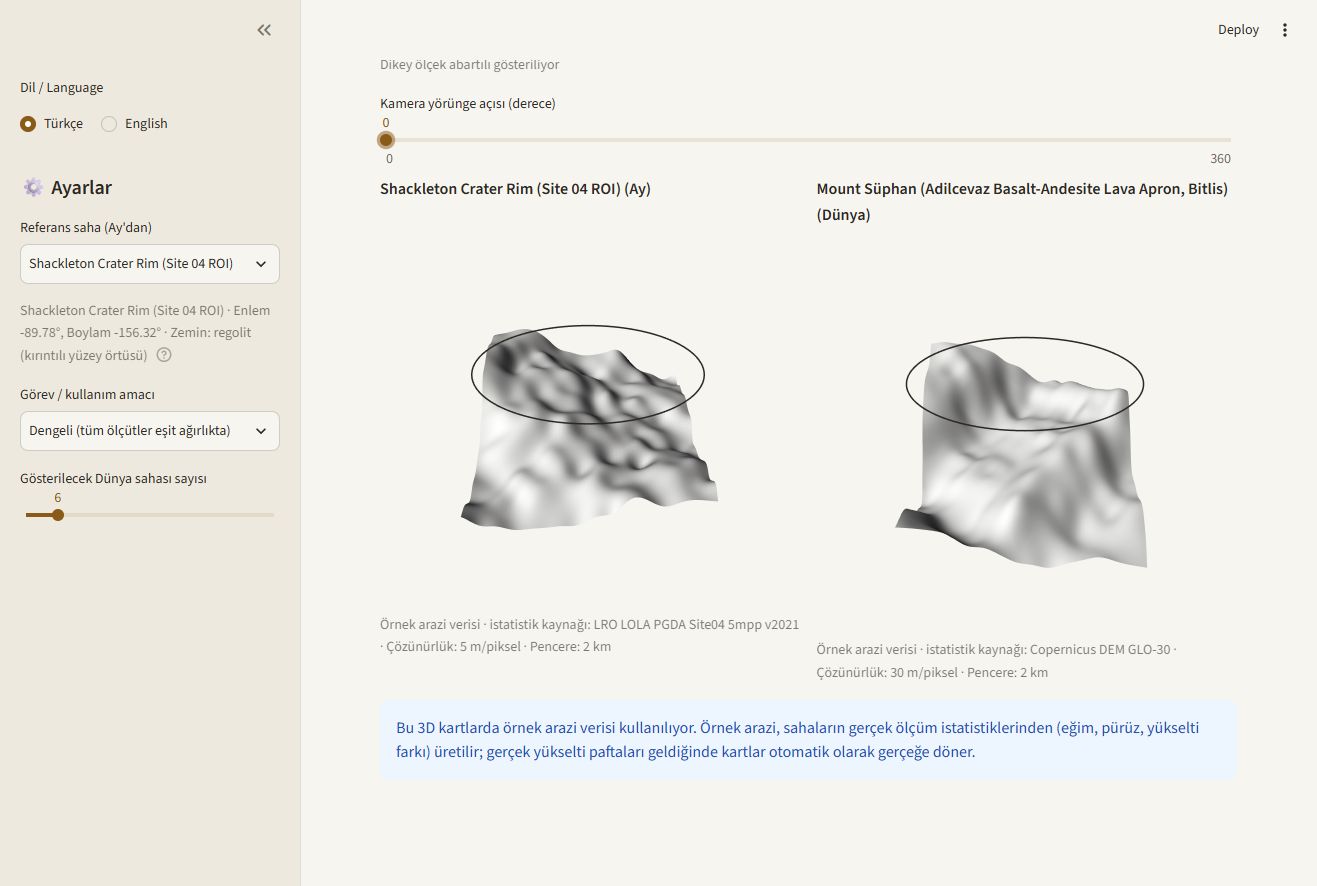 Dil / Language
Türkçe
English
Ayarlar
Referans saha (Ay'dan)
Shackleton Crater Rim (Site 04 ROI)
Shackleton Crater Rim (Site 04 ROI) · Enlem
-89.78°, Boylam -156.32° · Zemin: regolit
(kırıntılı yüzey örtüsü)
Görev / kullanım amacı
Dengeli (tüm ölçütler eşit ağırlıkta)
Gösterilecek Dünya sahası sayısı
6
Deploy
Dikey ölçek abartılı gösteriliyor
Kamera yörünge açısı (derece)
0
0
360
Shackleton Crater Rim (Site 04 ROI) (Ay)
Mount Süphan (Adilcevaz Basalt-Andesite Lava Apron, Bitlis)
(Dünya)
Örnek arazi verisi · istatistik kaynağı: LRO LOLA PGDA Site04 5mpp v2021
· Çözünürlük: 5 m/piksel · Pencere: 2 km
Örnek arazi verisi · istatistik kaynağı: Copernicus DEM GLO-30 ·
Çözünürlük: 30 m/piksel · Pencere: 2 km
Bu 3D kartlarda örnek arazi verisi kullanılıyor. Örnek arazi, sahaların gerçek ölçüm istatistiklerinden (eğim, pürüz, yükselti
farkı) üretilir; gerçek yükselti paftaları geldiğinde kartlar otomatik olarak gerçeğe döner.